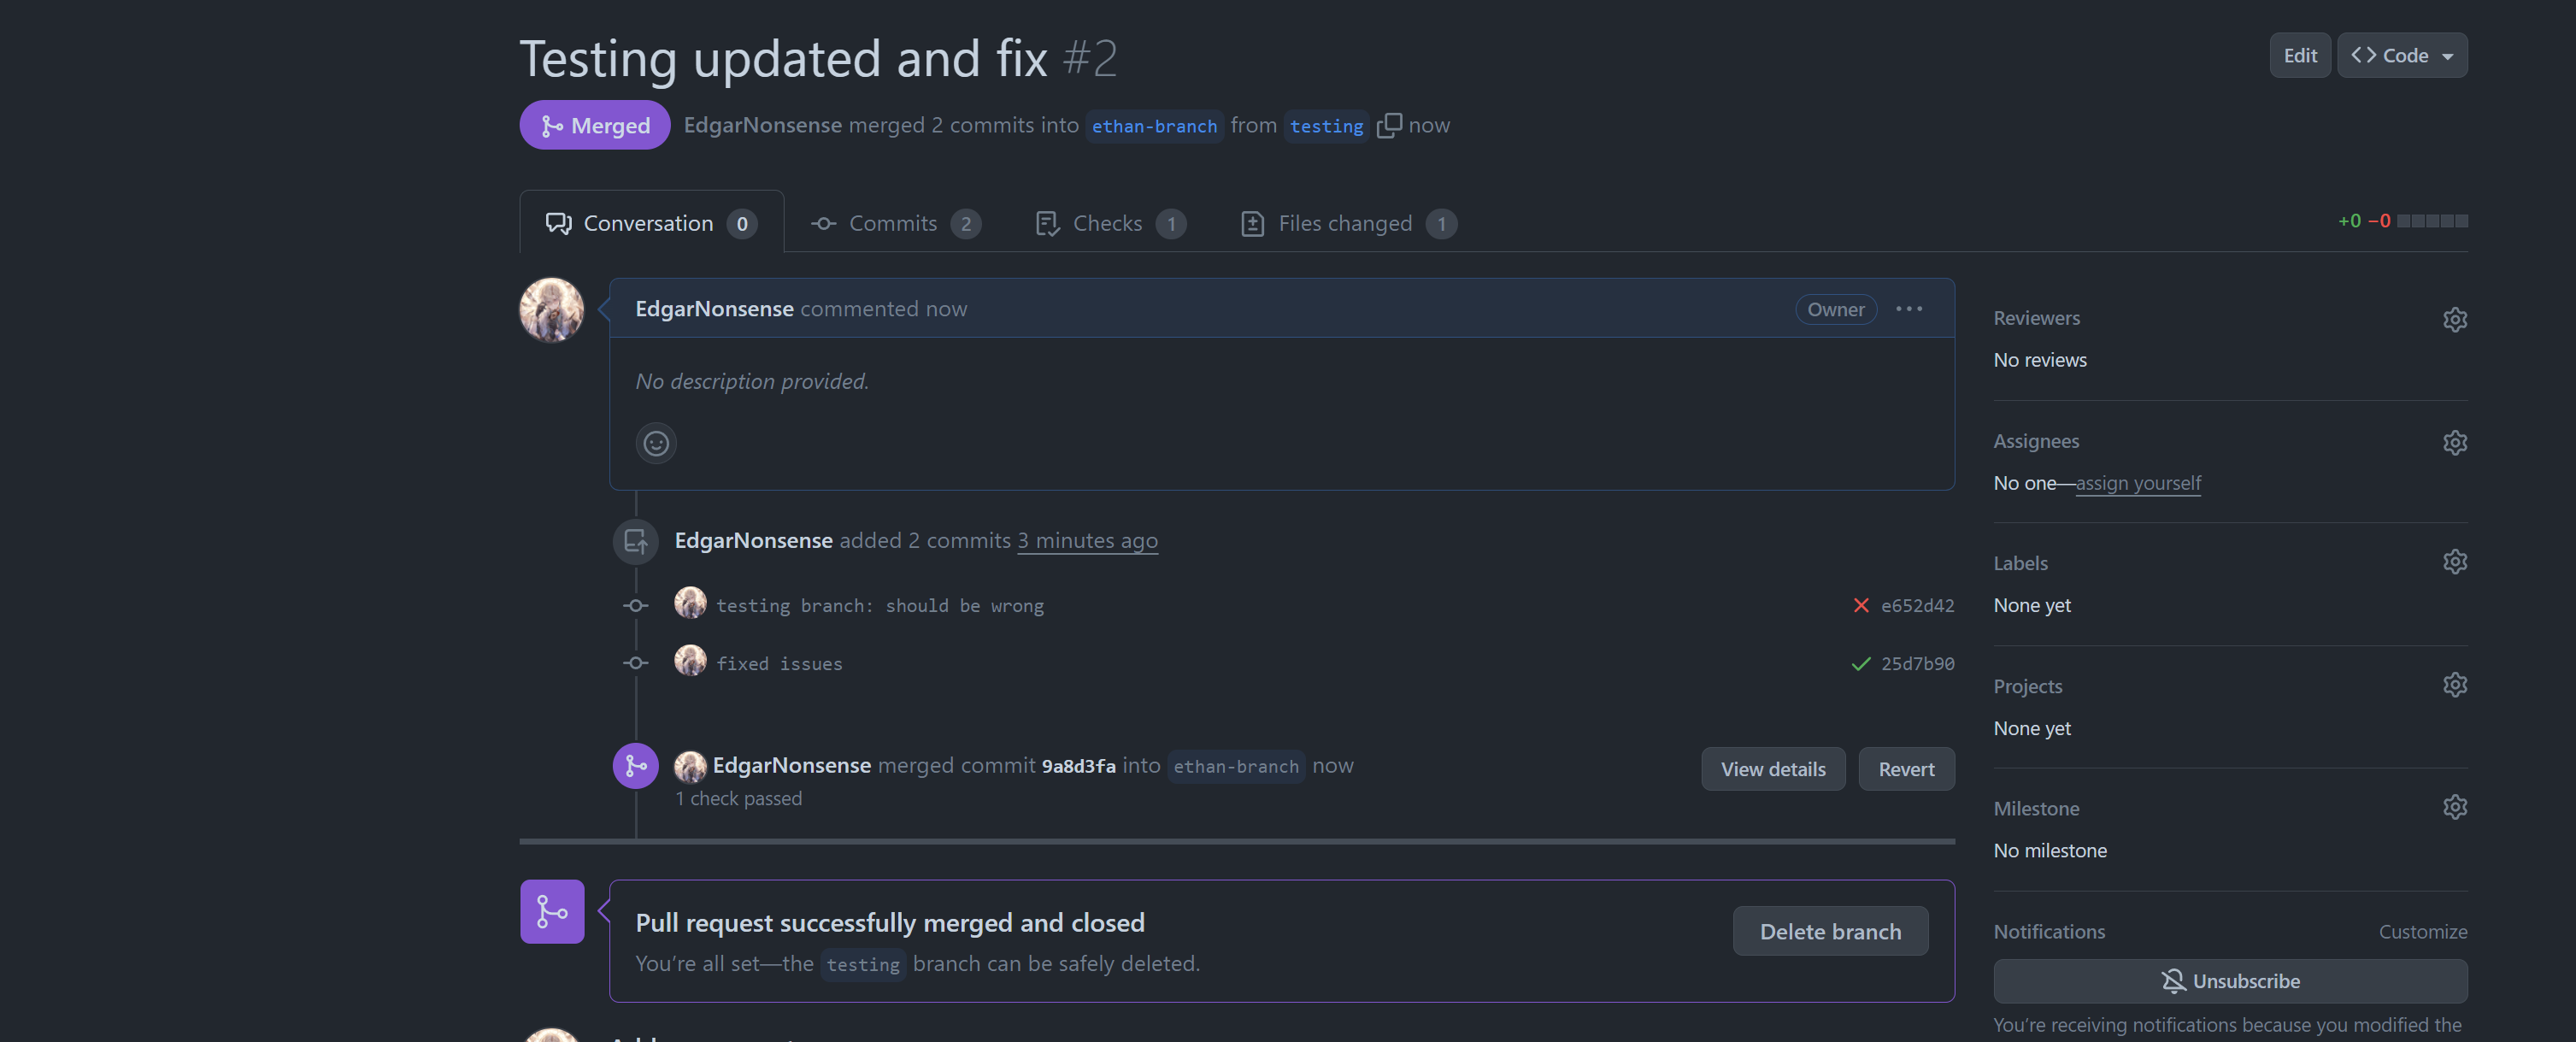 Testing updated and fix #2
Edit
Code
Merged
EdgarNonsense merged 2 commits into ethan-branch from testing now
Conversation 0
Commits 2
Checks 1
Files changed 1
+0 −0
EdgarNonsense commented now
Owner
No description provided.
EdgarNonsense added 2 commits 3 minutes ago
testing branch: should be wrong
e652d42
fixed issues
25d7b90
EdgarNonsense merged commit 9a8d3fa into ethan-branch now
1 check passed
View details
Revert
Pull request successfully merged and closed
You’re all set—the testing branch can be safely deleted.
Delete branch
Reviewers
No reviews
Assignees
No one—assign yourself
Labels
None yet
Projects
None yet
Milestone
No milestone
Notifications
Customize
Unsubscribe
You’re receiving notifications because you modified the